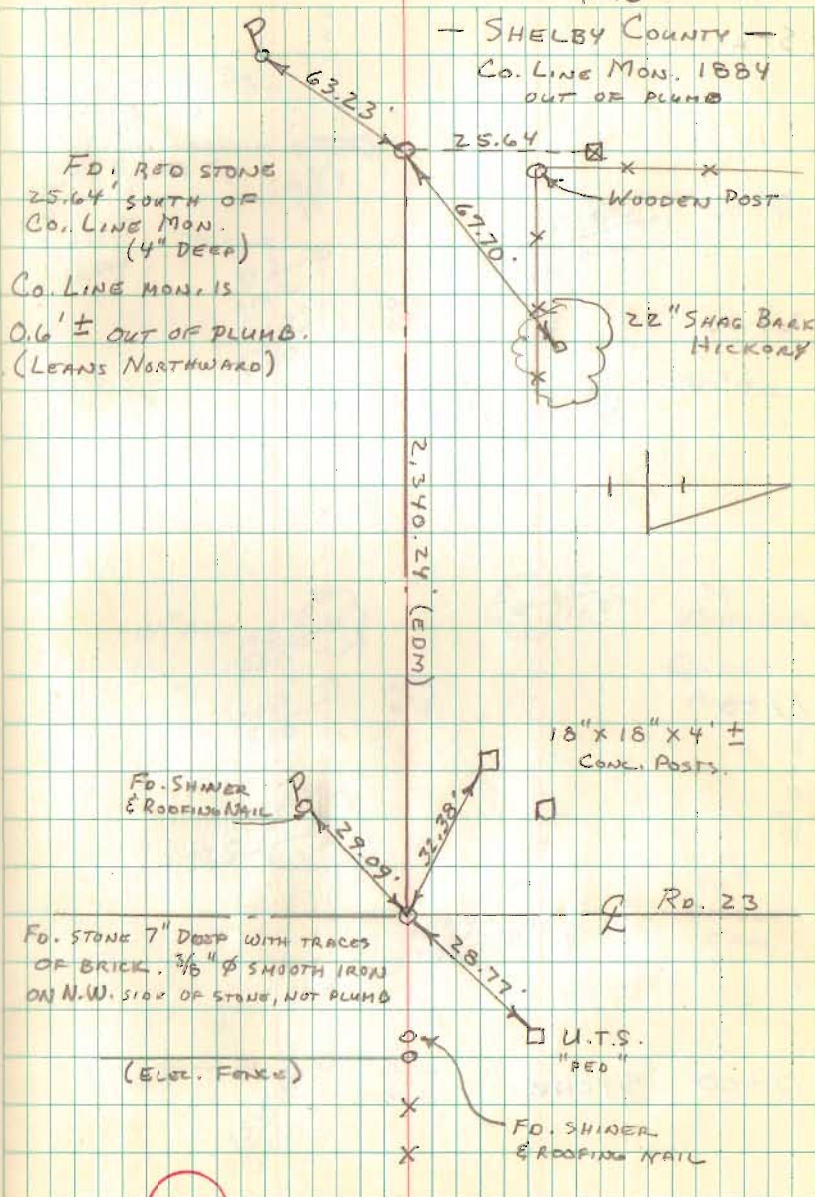 — SHELBY COUNTY —
CO. LINE MON. 1884
OUT OF PLUMB
P
63.23'
25.64
WOODEN POST
FD. RED STONE
25.64' SOUTH OF
CO. LINE MON.
(4" DEEP)
CO. LINE MON. IS
0.6' ± OUT OF PLUMB.
(LEANS NORTHWARD)
67.70'
22" SHAG BARK
HICKORY
2,340.24' (EDM)
18" X 18" X 4' ±
CONC. POSTS.
FD. SHINER
& ROOFING NAIL
P
29.09'
32.38'
℄ RD. 23
FD. STONE 7" DEEP WITH TRACES
OF BRICK. 3/8" Φ SMOOTH IRON
ON N.W. SIDE OF STONE, NOT PLUMB
28.77'
U.T.S.
"PED"
(ELEC. FENCE)
FD. SHINER
& ROOFING NAIL